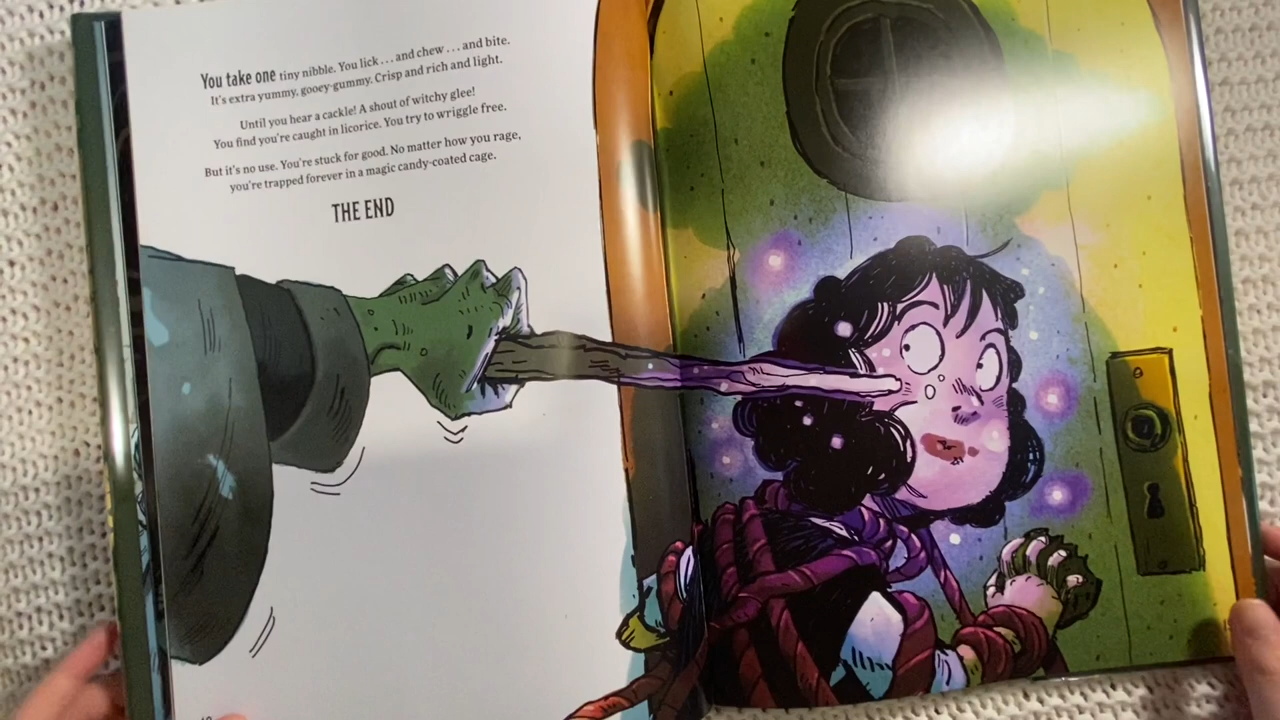 You take one tiny nibble. You lick . . . and chew . . . and bite.
It's extra yummy, gooey-gummy. Crisp and rich and light.
Until you hear a cackle! A shout of witchy glee!
You find you're caught in licorice. You try to wriggle free.
But it's no use. You're stuck for good. No matter how you rage,
you're trapped forever in a magic candy-coated cage.
THE END